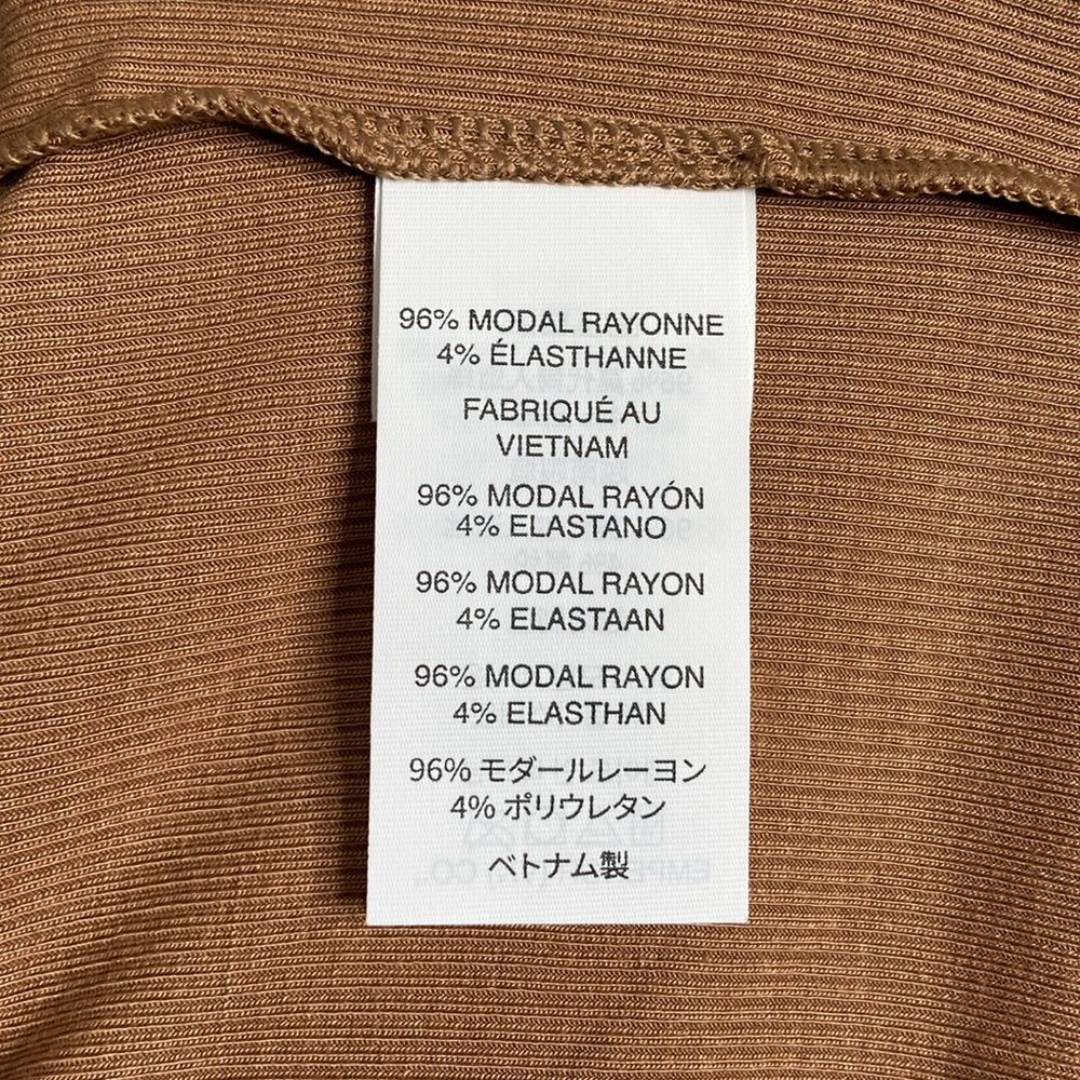 96% MODAL RAYONNE
4% ÉLASTHANNE
FABRIQUÉ AU
VIETNAM
96% MODAL RAYÓN
4% ELASTANO
96% MODAL RAYON
4% ELASTAAN
96% MODAL RAYON
4% ELASTHAN
96% モダールレーヨン
4% ポリウレタン
ベトナム製